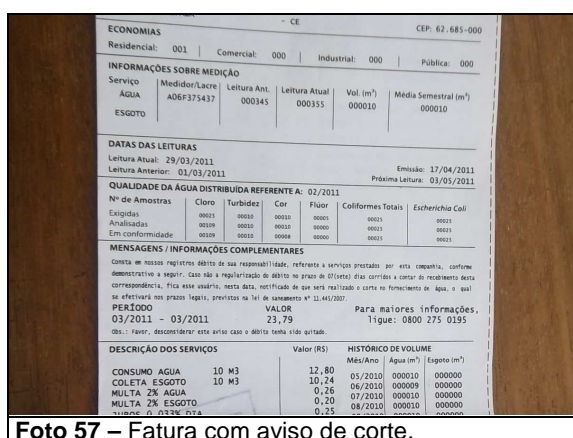 - CE
CEP: 62.685-000
ECONOMIAS
Residencial: 001 | Comercial: 000 | Industrial: 000 | Pública: 000
INFORMAÇÕES SOBRE MEDIÇÃO
Serviço Medidor/Lacre Leitura Ant. Leitura Atual Vol. (m³) Média Semestral (m³)
ÁGUA A06F375437 000345 000355 000010 000010
ESGOTO
DATAS DAS LEITURAS
Leitura Atual: 29/03/2011 Emissão: 17/04/2011
Leitura Anterior: 01/03/2011 Próxima Leitura: 03/05/2011
QUALIDADE DA ÁGUA DISTRIBUÍDA REFERENTE A: 02/2011
Nº de Amostras Cloro Turbidez Cor Flúor Coliformes Totais Escherichia Coli
Exigidas 00023 00010 00010 00005 00023 00023
Analisadas 00109 00010 00010 00000 00023 00023
Em conformidade 00109 00010 00008 00000 00023 00023
MENSAGENS / INFORMAÇÕES COMPLEMENTARES
Consta em nossos registros débito de sua responsabilidade, referente a serviços prestados por esta companhia, conforme
demonstrativo a seguir. Caso não a regularização do débito no prazo de 07(sete) dias corridos a contar do recebimento desta
correspondência, fica esse usuário, nesta data, notificado de que será realizado o corte no fornecimento de água, o qual
se efetivará nos prazos legais, previstos na lei de saneamento Nº 11.445/2007.
PERÍODO VALOR Para maiores informações,
03/2011 - 03/2011 23,79 ligue: 0800 275 0195
Obs.: Favor, desconsiderar este aviso caso o débito tenha sido quitado.
DESCRIÇÃO DOS SERVIÇOS Valor (R$) HISTÓRICO DE VOLUME
Mês/Ano Água (m³) Esgoto (m³)
CONSUMO AGUA 10 M3 12,80 05/2010 000010 000000
COLETA ESGOTO 10 M3 10,24 06/2010 000009 000000
MULTA 2% AGUA 0,26 07/2010 000010 000000
MULTA 2% ESGOTO 0,20 08/2010 000010 000000
JUROS 0,033% DIA 0,25
Foto 57 – Fatura com aviso de corte.